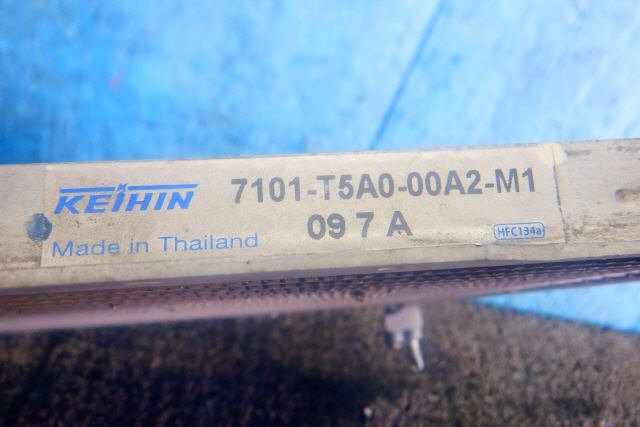 KEIHIN
7101-T5A0-00A2-M1
09 7 A
Made in Thailand
HFC134a